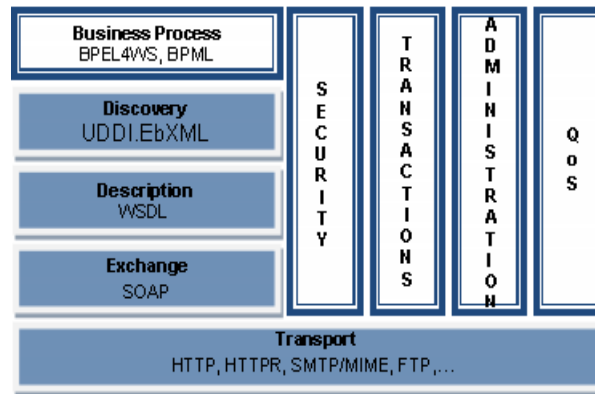 Business Process
BPEL4WS, BPML
Discovery
UDDI.EbXML
Description
WSDL
Exchange
SOAP
SECURITY
TRANSACTIONS
ADMINISTRATION
QoS
Transport
HTTP, HTTPR, SMTP/MIME, FTP,...